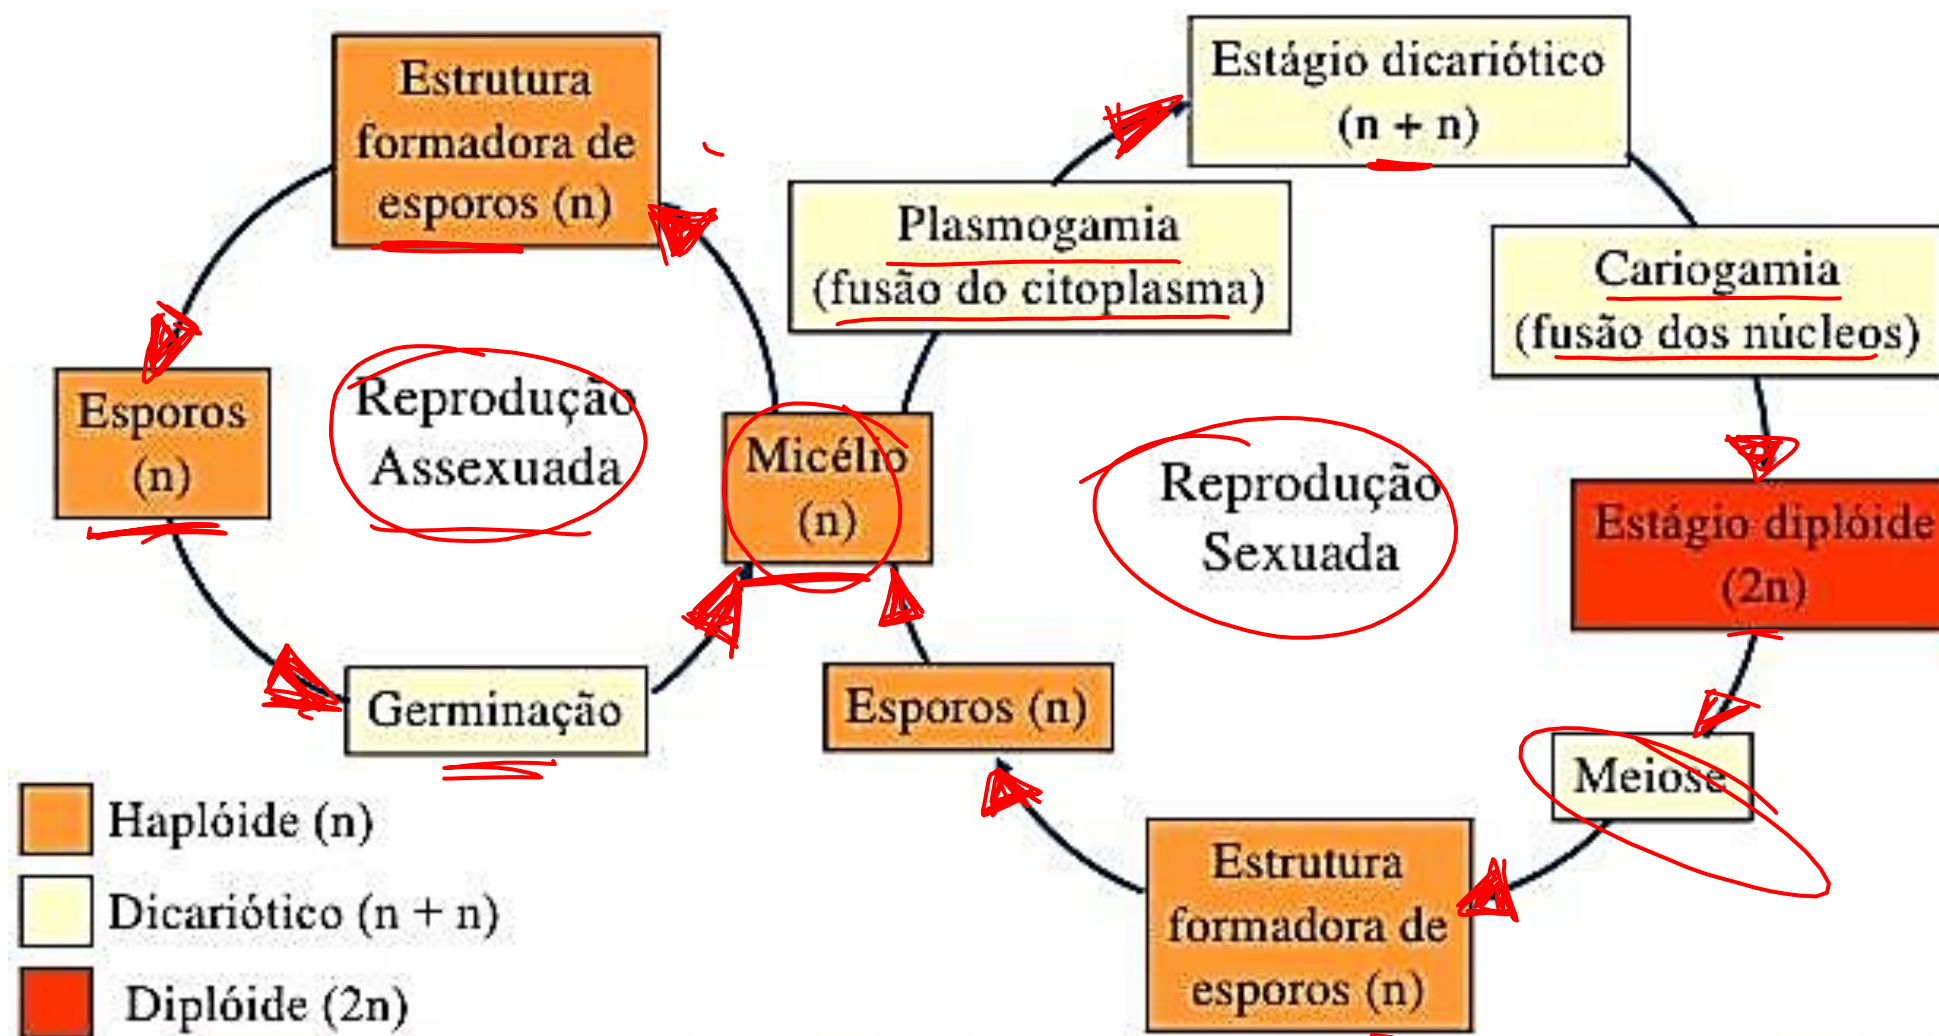 Estrutura
formadora de
esporos (n)
Esporos
(n)
Reprodução
Assexuada
Germinação
Micélio
(n)
Plasmogamia
(fusão do citoplasma)
Estágio dicariótico
(n + n)
Cariogamia
(fusão dos núcleos)
Reprodução
Sexuada
Estágio diplóide
(2n)
Meiose
Estrutura
formadora de
esporos (n)
Esporos (n)
Haplóide (n)
Dicariótico (n + n)
Diplóide (2n)